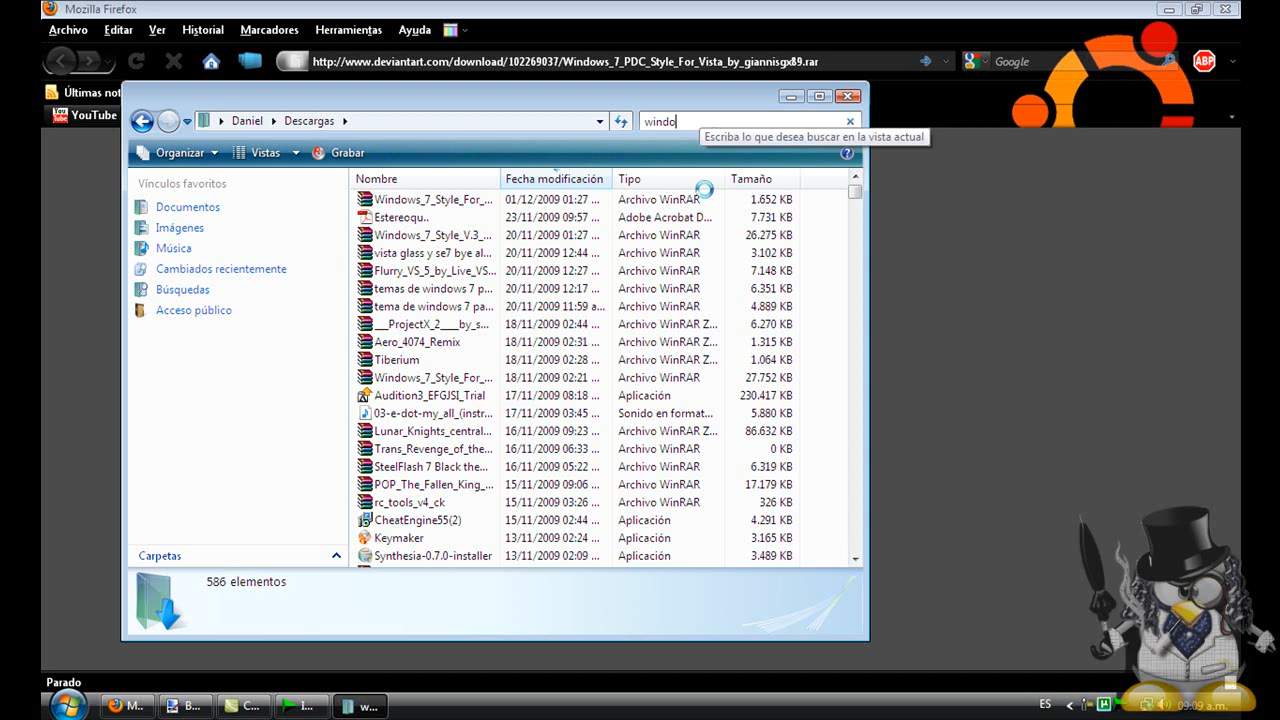 Mozilla Firefox
Archivo Editar Ver Historial Marcadores Herramientas Ayuda
http://www.deviantart.com/download/102269037/Windows_7_PDC_Style_For_Vista_by_giannisgx89.rar
Google
ABP
Últimas not
YouTube
Daniel Descargas
windo
Escriba lo que desea buscar en la vista actual
Organizar Vistas Grabar
Vínculos favoritos
Documentos
Imágenes
Música
Cambiados recientemente
Búsquedas
Acceso público
Carpetas
Nombre Fecha modificación Tipo Tamaño
Windows_7_Style_For_... 01/12/2009 01:27 ... Archivo WinRAR 1.652 KB
Estereoqu.. 23/11/2009 09:57 ... Adobe Acrobat D... 7.731 KB
Windows_7_Style_V.3_... 20/11/2009 01:27 ... Archivo WinRAR 26.275 KB
vista glass y se7 bye al... 20/11/2009 12:44 ... Archivo WinRAR 3.102 KB
Flurry_VS_5_by_Live_VS... 20/11/2009 12:27 ... Archivo WinRAR 7.148 KB
temas de windows 7 p... 20/11/2009 12:17 ... Archivo WinRAR 6.351 KB
tema de windows 7 pa... 20/11/2009 11:59 a... Archivo WinRAR 4.889 KB
___ProjectX_2___by_s... 18/11/2009 02:44 ... Archivo WinRAR Z... 6.270 KB
Aero_4074_Remix 18/11/2009 02:31 ... Archivo WinRAR Z... 1.315 KB
Tiberium 18/11/2009 02:28 ... Archivo WinRAR Z... 1.064 KB
Windows_7_Style_For_... 18/11/2009 02:21 ... Archivo WinRAR 27.752 KB
Audition3_EFGJSI_Trial 17/11/2009 08:18 ... Aplicación 230.417 KB
03-e-dot-my_all_(instr... 17/11/2009 03:45 ... Sonido en format... 5.880 KB
Lunar_Knights_central... 16/11/2009 09:23 ... Archivo WinRAR Z... 86.632 KB
Trans_Revenge_of_the... 16/11/2009 06:33 ... Archivo WinRAR 0 KB
SteelFlash 7 Black the... 16/11/2009 05:22 ... Archivo WinRAR 6.319 KB
POP_The_Fallen_King_... 15/11/2009 09:06 ... Archivo WinRAR 17.179 KB
rc_tools_v4_ck 15/11/2009 03:26 ... Archivo WinRAR 326 KB
CheatEngine55(2) 15/11/2009 02:44 ... Aplicación 4.291 KB
Keymaker 13/11/2009 02:24 ... Aplicación 3.165 KB
Synthesia-0.7.0-installer 13/11/2009 02:09 ... Aplicación 3.489 KB
586 elementos
Parado
M... B... C... I... w...
ES
09:09 a.m.